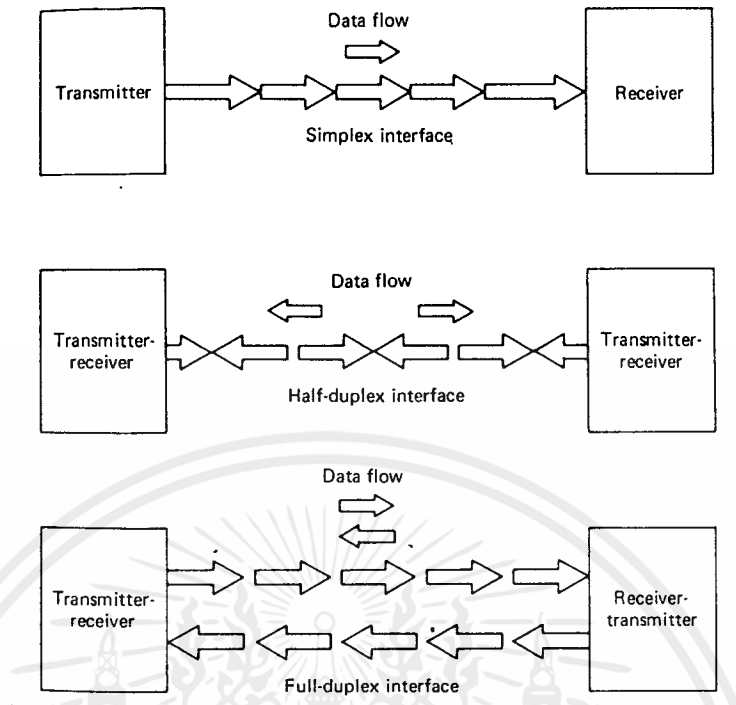 Data flow
Transmitter
Receiver
Simplex interface
Data flow
Transmitter-
receiver
Transmitter-
receiver
Half-duplex interface
Data flow
Transmitter-
receiver
Receiver-
transmitter
Full-duplex interface